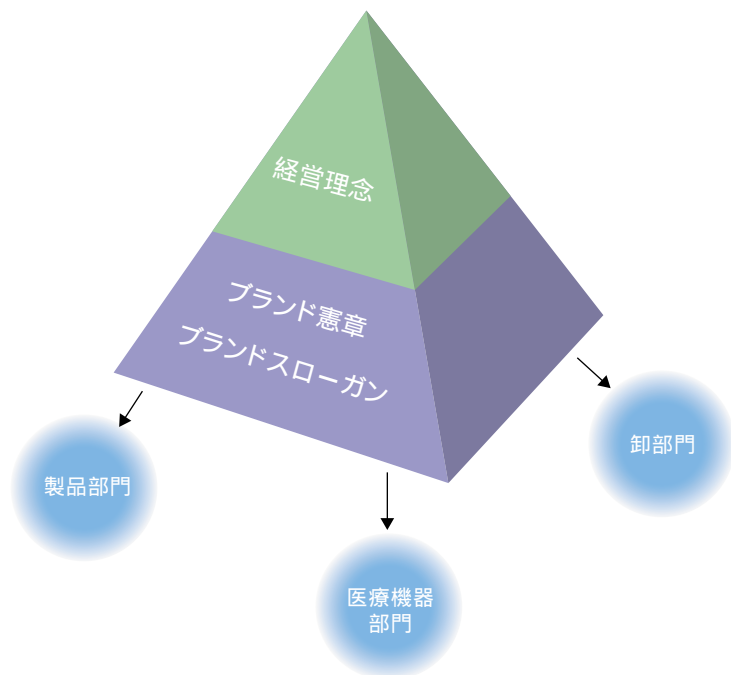 経営理念
ブランド憲章
ブランドスローガン
製品部門
医療機器
部門
卸部門